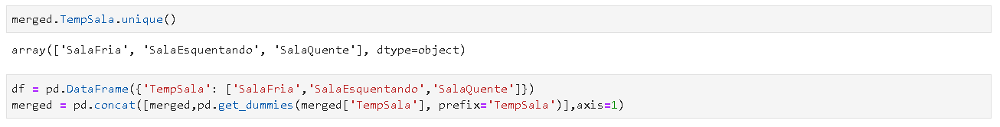 merged.TempSala.unique()
array(['SalaFria', 'SalaEsquentando', 'SalaQuente'], dtype=object)
df = pd.DataFrame({'TempSala': ['SalaFria','SalaEsquentando','SalaQuente']})
merged = pd.concat([merged,pd.get_dummies(merged['TempSala'], prefix='TempSala')],axis=1)